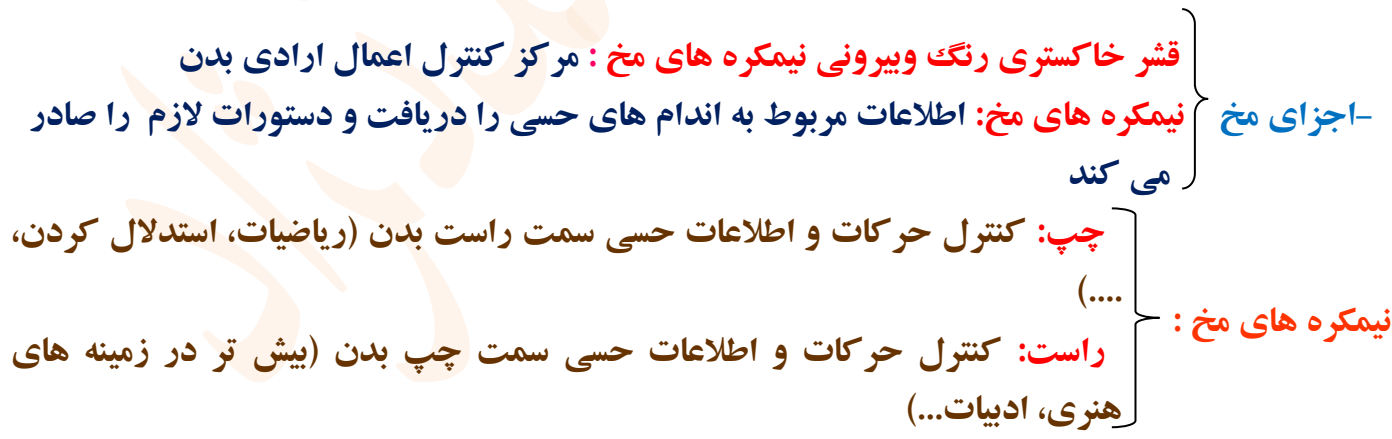 قشر خاکستری رنگ وبیرونی نیمکره های مخ : مرکز کنترل اعمال ارادی بدن
-اجزای مخ
نیمکره های مخ: اطلاعات مربوط به اندام های حسی را دریافت و دستورات لازم را صادر
می کند
چپ: کنترل حرکات و اطلاعات حسی سمت راست بدن (ریاضیات، استدلال کردن،
....)
نیمکره های مخ :
راست: کنترل حرکات و اطلاعات حسی سمت چپ بدن (بیش تر در زمینه های
هنری، ادبیات...)